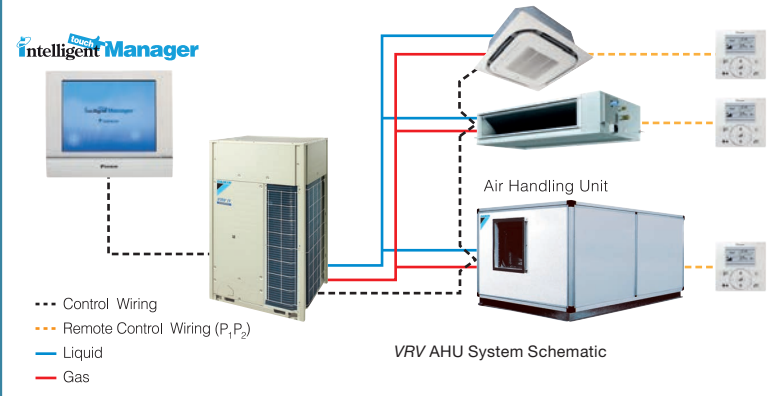 intelligent touch Manager
Air Handling Unit
Control Wiring
Remote Control Wiring (P₁P₂)
Liquid
Gas
VRV AHU System Schematic